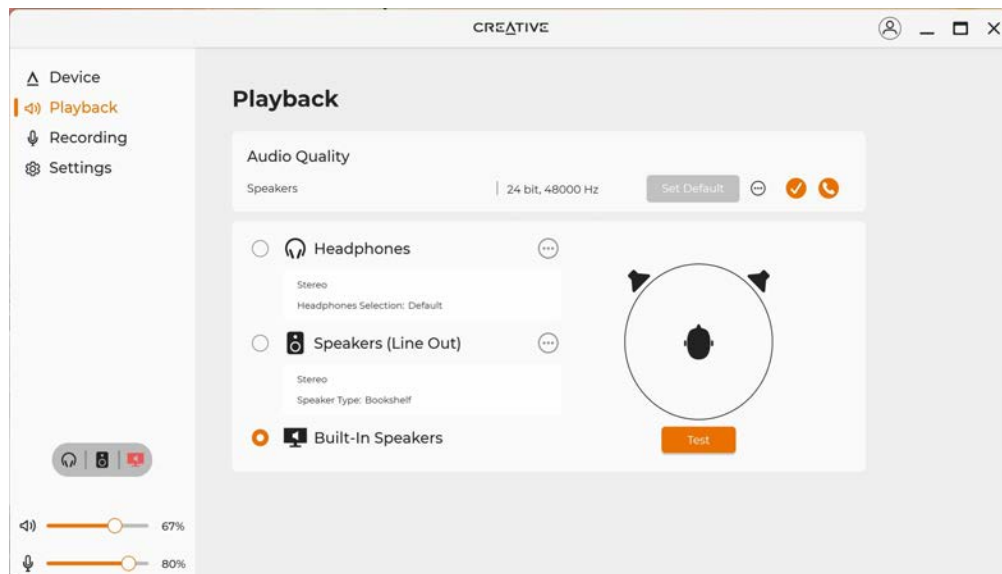 CREATIVE
Device
Playback
Recording
Settings
67%
80%
Playback
Audio Quality
Speakers
24 bit, 48000 Hz
Set Default
Headphones
Stereo
Headphones Selection: Default
Speakers (Line Out)
Stereo
Speaker Type: Bookshelf
Built-In Speakers
Test